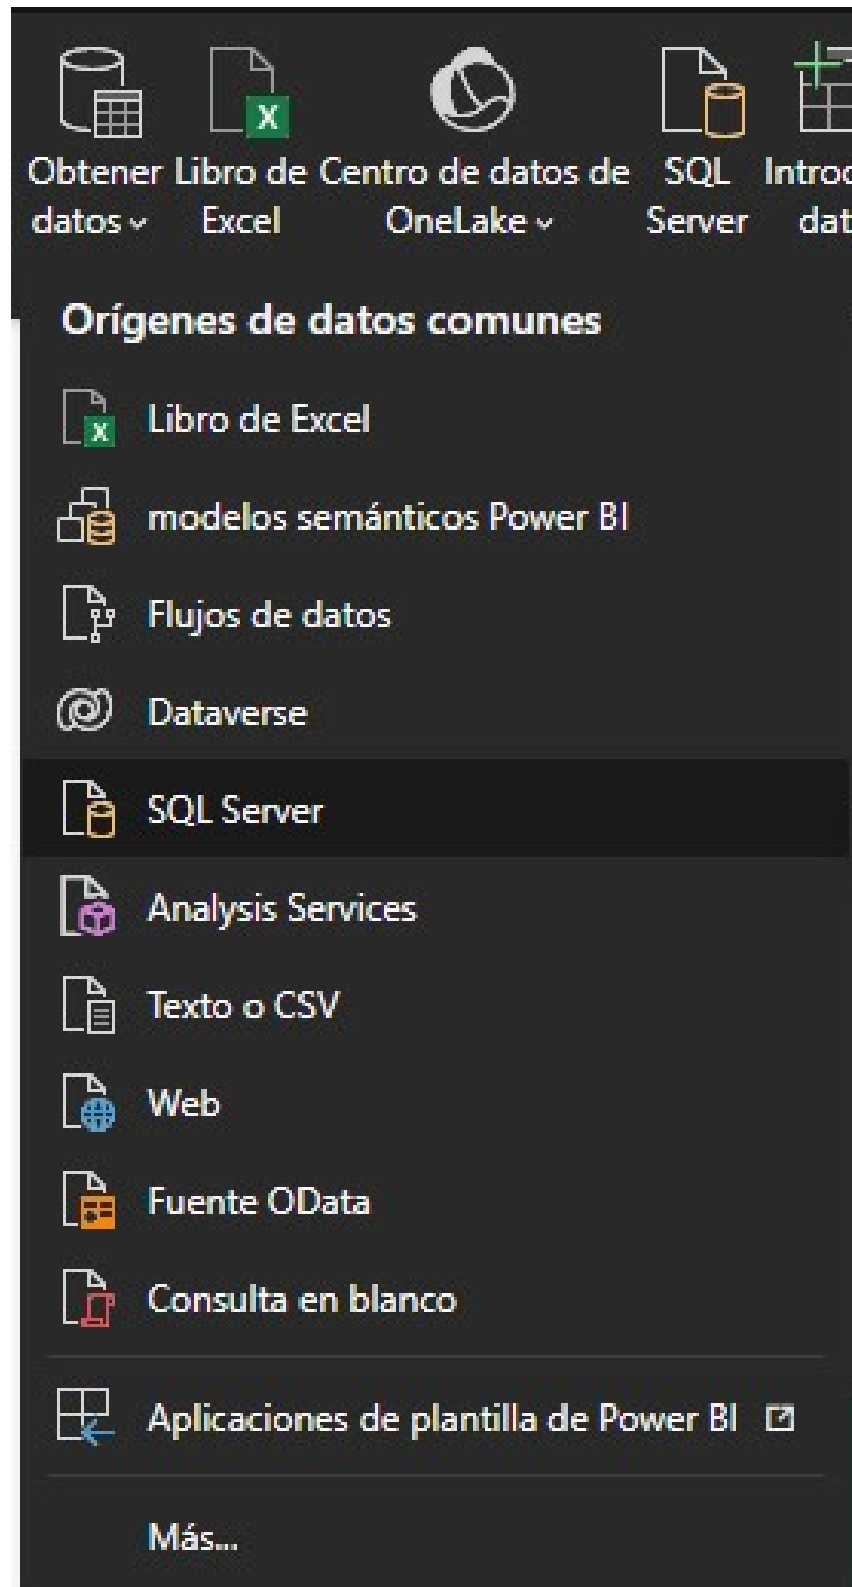 Obtener datos
Libro de Excel
Centro de datos de OneLake
SQL Server
Orígenes de datos comunes
Libro de Excel
modelos semánticos Power BI
Flujos de datos
Dataverse
SQL Server
Analysis Services
Texto o CSV
Web
Fuente OData
Consulta en blanco
Aplicaciones de plantilla de Power BI
Más...